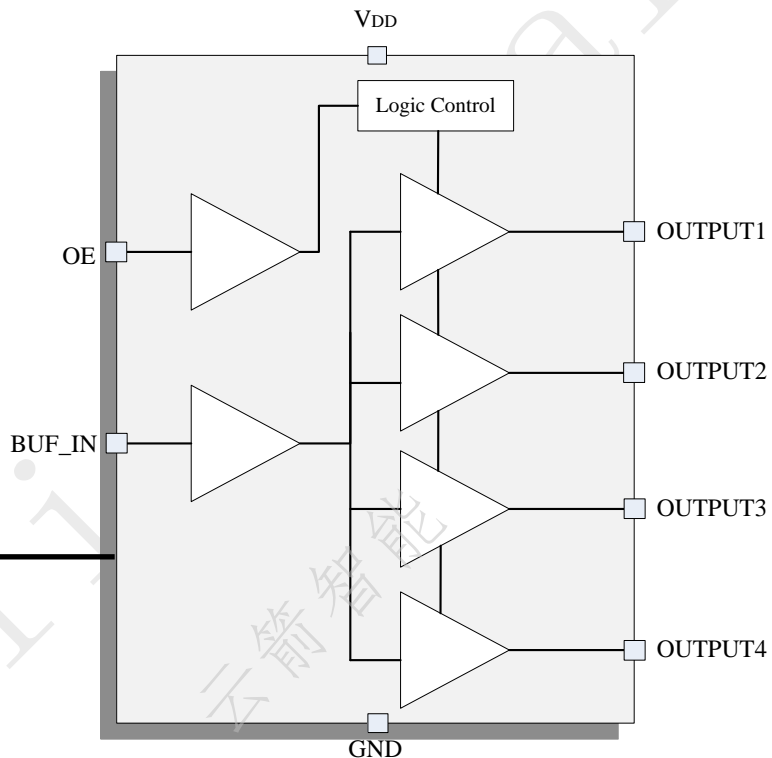 VDD
Logic Control
OE
OUTPUT1
OUTPUT2
BUF_IN
OUTPUT3
OUTPUT4
GND
云箭智能